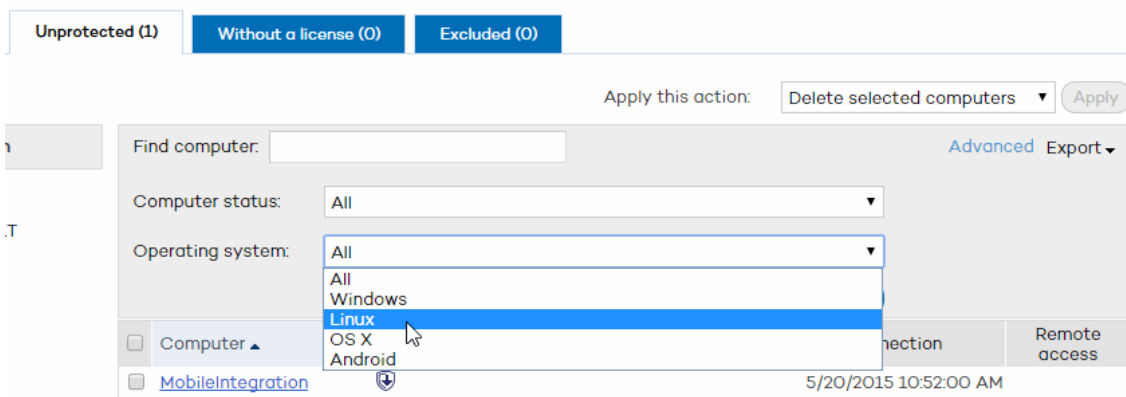 Unprotected (1) Without a license (0) Excluded (0)
Apply this action: Delete selected computers Apply
Find computer: Advanced Export
Computer status: All
.T
Operating system: All
All
Windows
Linux
OS X
Android
Computer nection Remote access
MobileIntegration 5/20/2015 10:52:00 AM